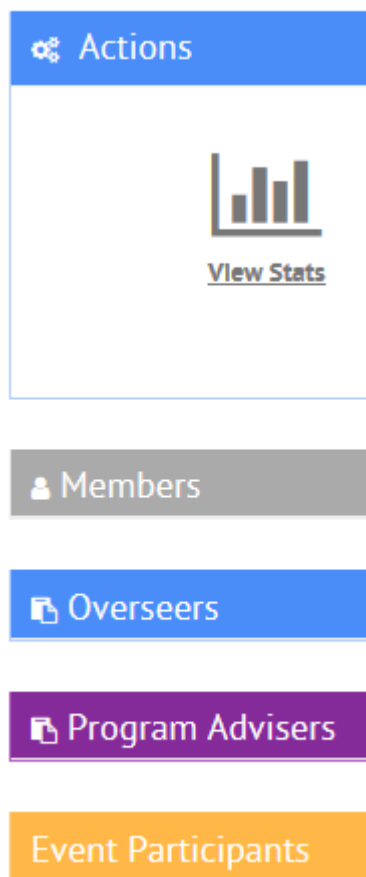 Actions
View Stats
Members
Overseers
Program Advisers
Event Participants